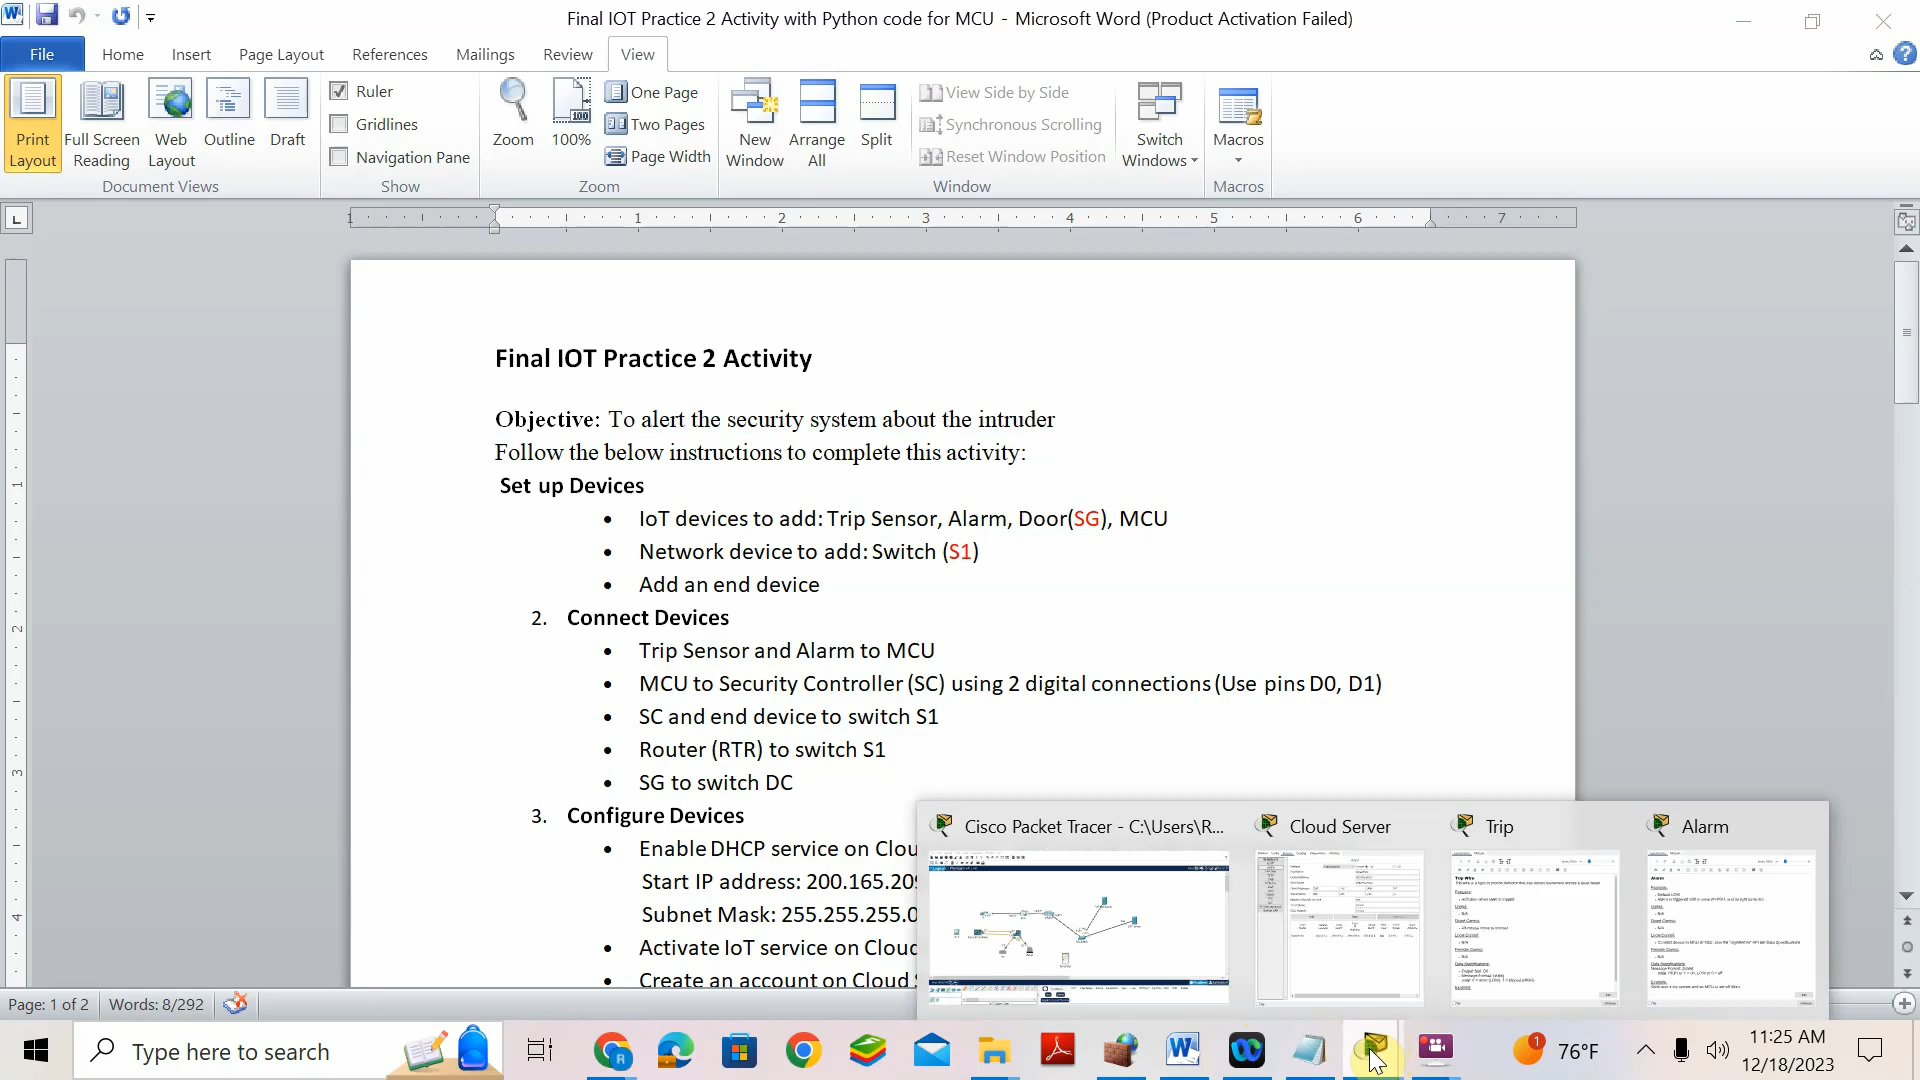 Final IOT Practice 2 Activity with Python code for MCU - Microsoft Word (Product Activation Failed)
File Home Insert Page Layout References Mailings Review View
Print Layout
Full Screen Reading
Web Layout
Outline
Draft
Document Views
Ruler
Gridlines
Navigation Pane
Show
Zoom
100%
One Page
Two Pages
Page Width
Zoom
New Window
Arrange All
Split
View Side by Side
Synchronous Scrolling
Reset Window Position
Window
Switch Windows
Macros
Macros
1 1 2 3 4 5 6 7
Final IOT Practice 2 Activity
Objective: To alert the security system about the intruder
Follow the below instructions to complete this activity:
Set up Devices
• IoT devices to add: Trip Sensor, Alarm, Door(SG), MCU
• Network device to add: Switch (S1)
• Add an end device
2. Connect Devices
• Trip Sensor and Alarm to MCU
• MCU to Security Controller (SC) using 2 digital connections (Use pins D0, D1)
• SC and end device to switch S1
• Router (RTR) to switch S1
• SG to switch DC
3. Configure Devices
• Enable DHCP service on Clou
Start IP address: 200.165.209
Subnet Mask: 255.255.255.0
• Activate IoT service on Cloud
• Create an account on Cloud S
Cisco Packet Tracer - C:\Users\R...
Cloud Server
Trip
Alarm
Page: 1 of 2 Words: 8/292
Type here to search
76°F
11:25 AM
12/18/2023